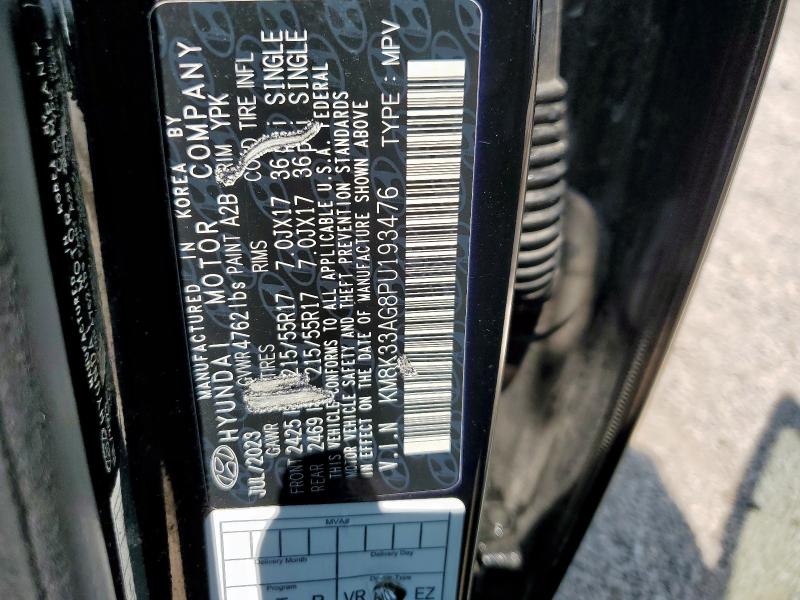 MANUFACTURED IN KOREA BY
HYUNDAI MOTOR COMPANY
JUL/2023 GVWR 4762 lbs PAINT A2B TRIM YPK
GAWR TIRES RIMS COLD TIRE INFL
FRONT 2425 215/55R17 7.0JX17 36 SINGLE
REAR 2469 215/55R17 7.0JX17 36 SINGLE
THIS VEHICLE CONFORMS TO ALL APPLICABLE U.S.A. FEDERAL
MOTOR VEHICLE SAFETY AND THEFT PREVENTION STANDARDS
IN EFFECT ON THE DATE OF MANUFACTURE SHOWN ABOVE
V.I.N KM8K33AG8PU193476 TYPE : MPV
MVA#
Delivery Month Delivery Day
Program
VR EZ